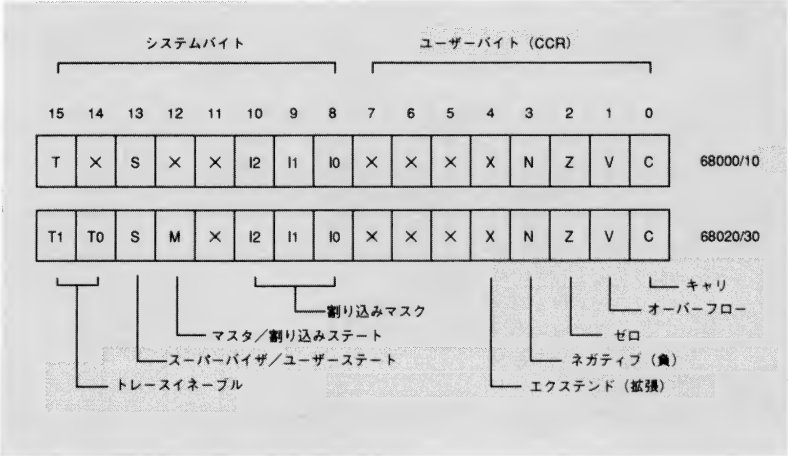 システムバイト ユーザーバイト (CCR)
15 14 13 12 11 10 9 8 7 6 5 4 3 2 1 0
T × S × × I2 I1 I0 × × × X N Z V C 68000/10
T1 T0 S M × I2 I1 I0 × × × X N Z V C 68020/30
キャリ
割り込みマスク オーバーフロー
マスタ/割り込みステート ゼロ
スーパーバイザ/ユーザーステート ネガティブ (負)
トレースイネーブル エクステンド (拡張)